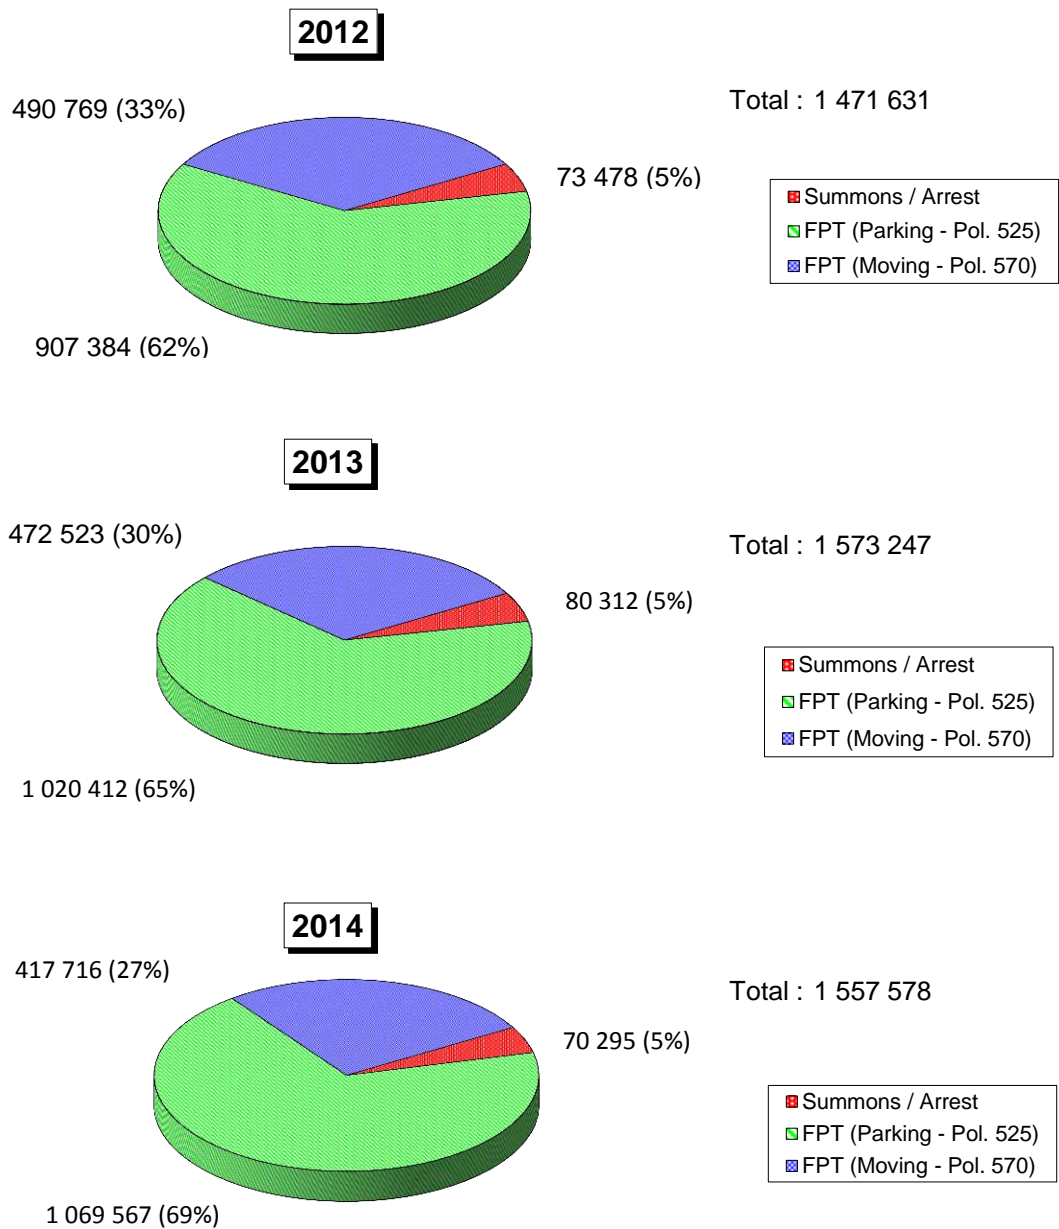 2012
490 769 (33%)
Total : 1 471 631
73 478 (5%)
Summons / Arrest
FPT (Parking - Pol. 525)
FPT (Moving - Pol. 570)
907 384 (62%)
2013
472 523 (30%)
Total : 1 573 247
80 312 (5%)
Summons / Arrest
FPT (Parking - Pol. 525)
FPT (Moving - Pol. 570)
1 020 412 (65%)
2014
417 716 (27%)
Total : 1 557 578
70 295 (5%)
Summons / Arrest
FPT (Parking - Pol. 525)
FPT (Moving - Pol. 570)
1 069 567 (69%)